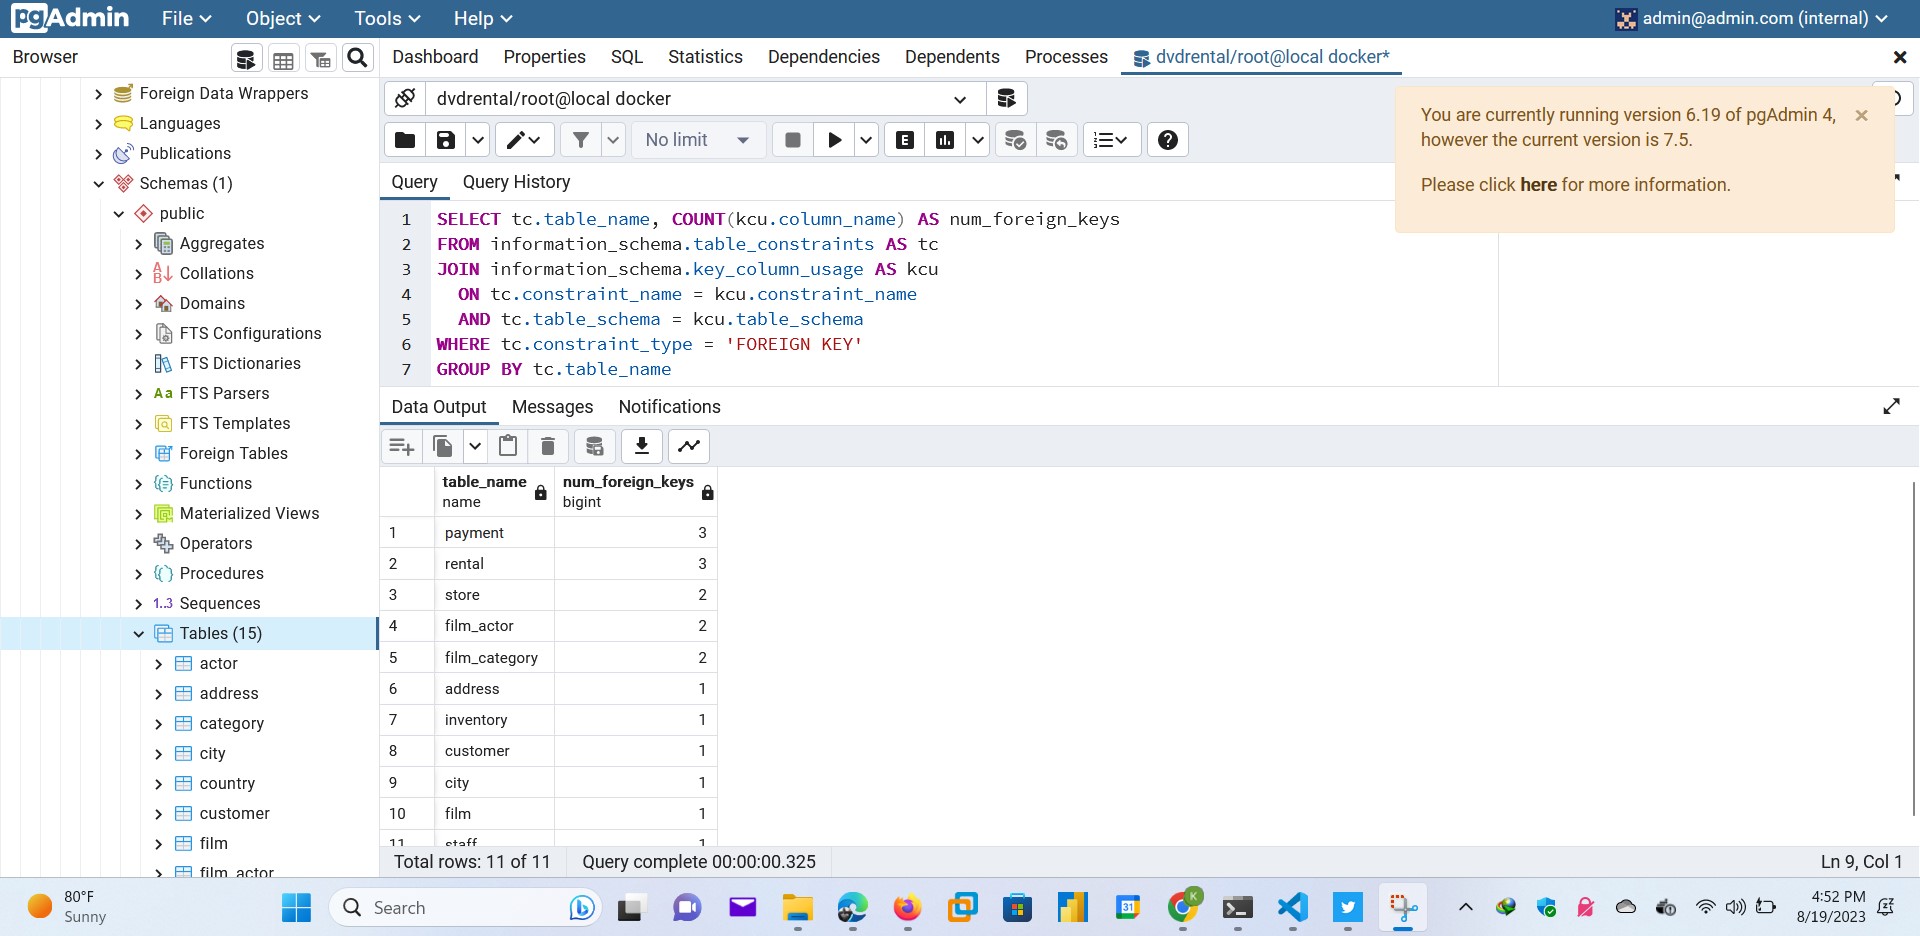 pgAdmin File Object Tools Help admin@admin.com (internal)
Browser Dashboard Properties SQL Statistics Dependencies Dependents Processes dvdrental/root@local docker*
Foreign Data Wrappers
Languages
Publications
Schemas (1)
public
Aggregates
Collations
Domains
FTS Configurations
FTS Dictionaries
Aa FTS Parsers
FTS Templates
Foreign Tables
Functions
Materialized Views
Operators
Procedures
1..3 Sequences
Tables (15)
actor
address
category
city
country
customer
film
film_actor
dvdrental/root@local docker
No limit
E
You are currently running version 6.19 of pgAdmin 4,
however the current version is 7.5.
Please click here for more information.
Query Query History
1 SELECT tc.table_name, COUNT(kcu.column_name) AS num_foreign_keys
2 FROM information_schema.table_constraints AS tc
3 JOIN information_schema.key_column_usage AS kcu
4 ON tc.constraint_name = kcu.constraint_name
5 AND tc.table_schema = kcu.table_schema
6 WHERE tc.constraint_type = 'FOREIGN KEY'
7 GROUP BY tc.table_name
Data Output Messages Notifications
table_name num_foreign_keys
name bigint
1 payment 3
2 rental 3
3 store 2
4 film_actor 2
5 film_category 2
6 address 1
7 inventory 1
8 customer 1
9 city 1
10 film 1
11 staff 1
Total rows: 11 of 11 Query complete 00:00:00.325 Ln 9, Col 1
80°F
Sunny
Search
31
K
4:52 PM
8/19/2023